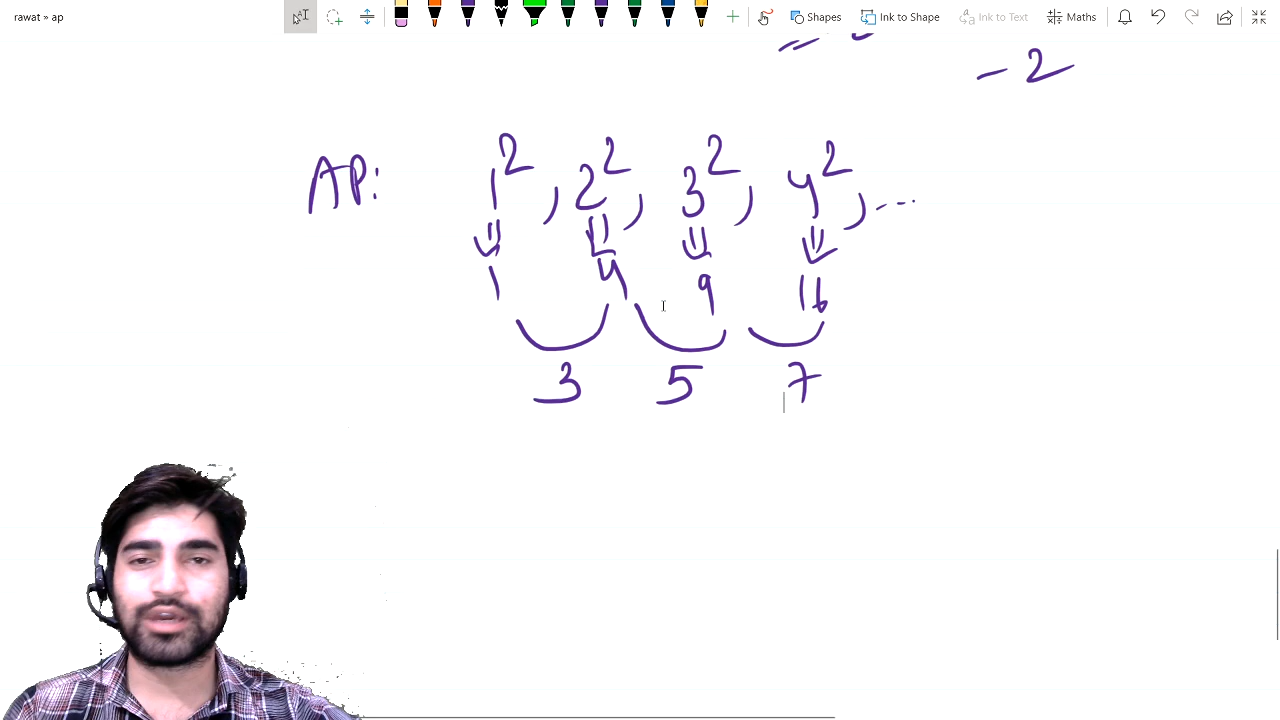 rawat » ap Shapes Ink to Shape Ink to Text Maths
- 2
AP: 1², 2², 3², 4², ...
1 4 9 16
3 5 7